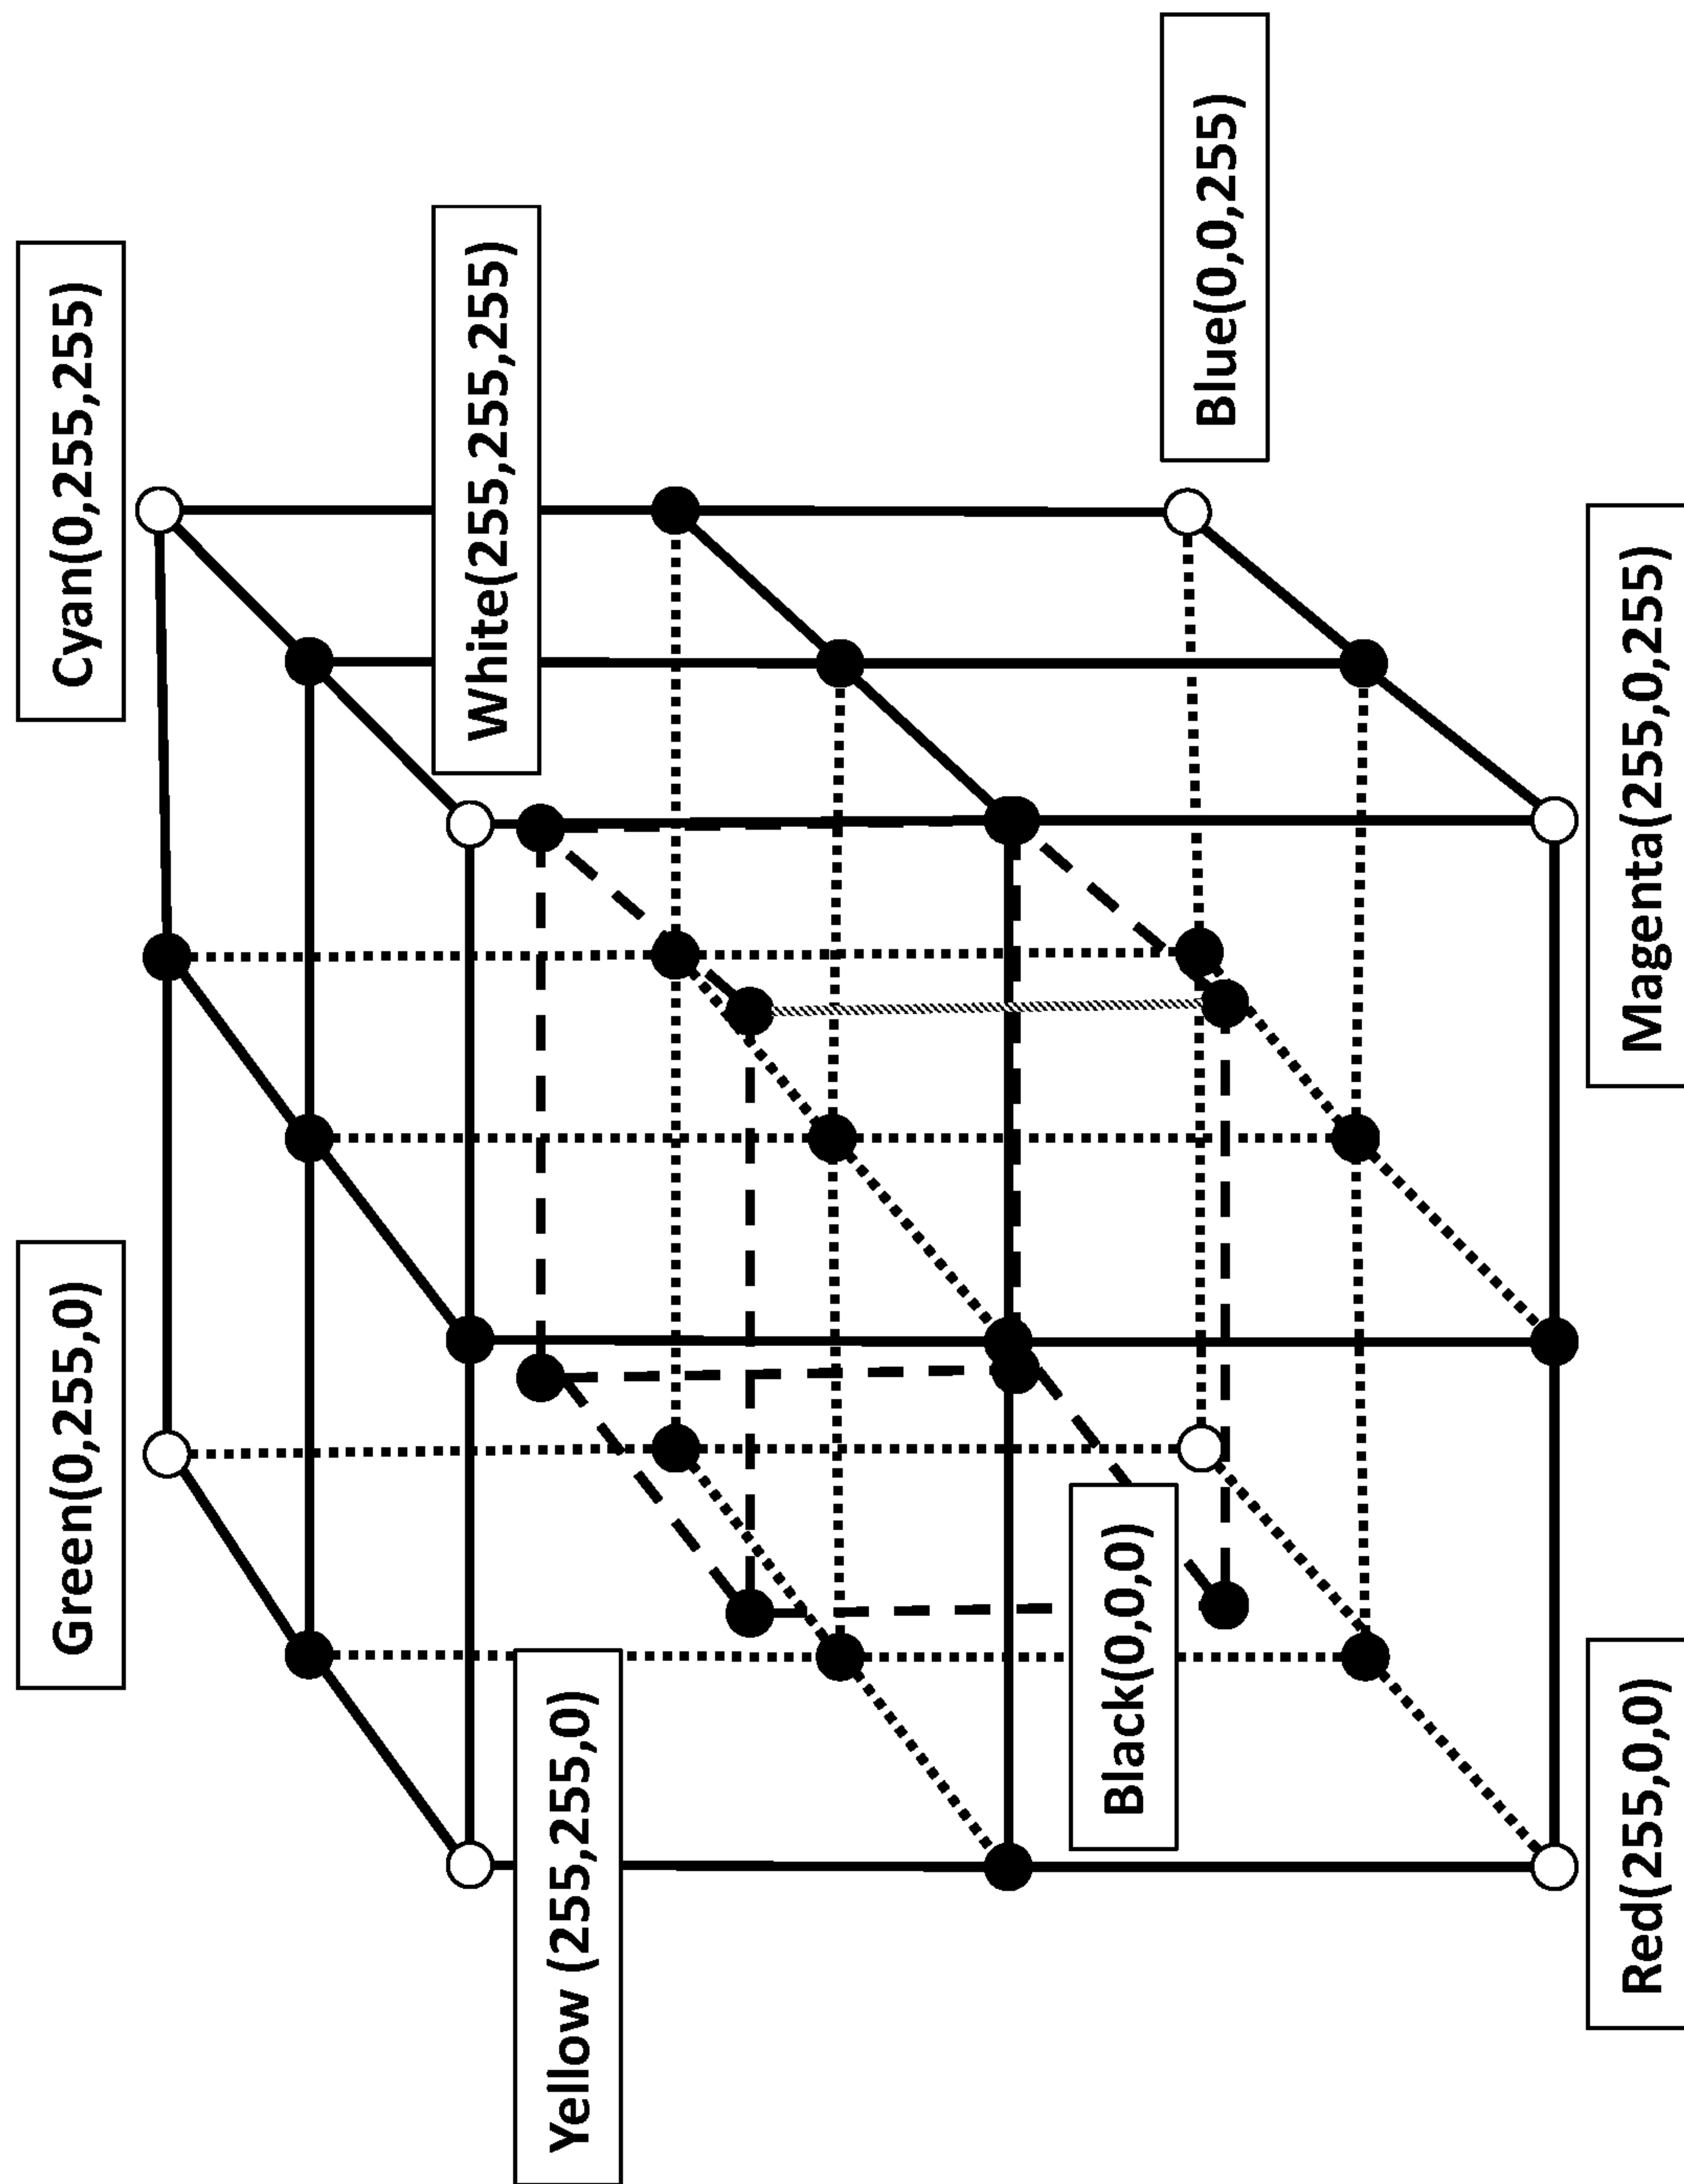 Cyan(0,255,255)
Green(0,255,0)
White(255,255,255)
Yellow (255,255,0)
Blue(0,0,255)
Black(0,0,0)
Magenta(255,0,255)
Red(255,0,0)